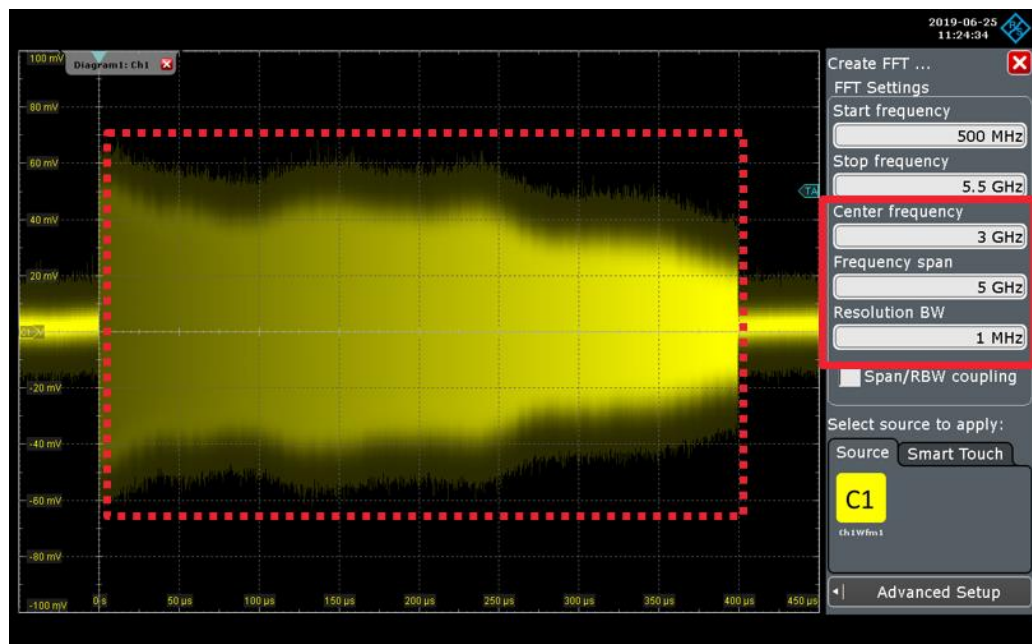 2019-06-25
11:24:34
Diagram1: Ch1
100 mV
80 mV
60 mV
40 mV
20 mV
-20 mV
-40 mV
-60 mV
-80 mV
-100 mV
0 s
50 µs
100 µs
150 µs
200 µs
250 µs
300 µs
350 µs
400 µs
450 µs
TA
Create FFT ...
FFT Settings
Start frequency
500 MHz
Stop frequency
5.5 GHz
Center frequency
3 GHz
Frequency span
5 GHz
Resolution BW
1 MHz
Span/RBW coupling
Select source to apply:
Source
Smart Touch
C1
Ch1Wfm1
Advanced Setup